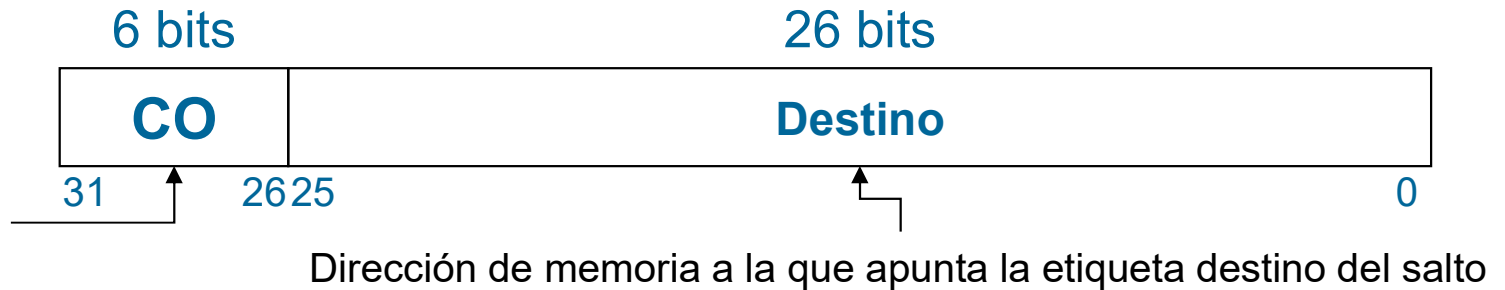 6 bits 26 bits
CO Destino
31 26 25 0
Dirección de memoria a la que apunta la etiqueta destino del salto